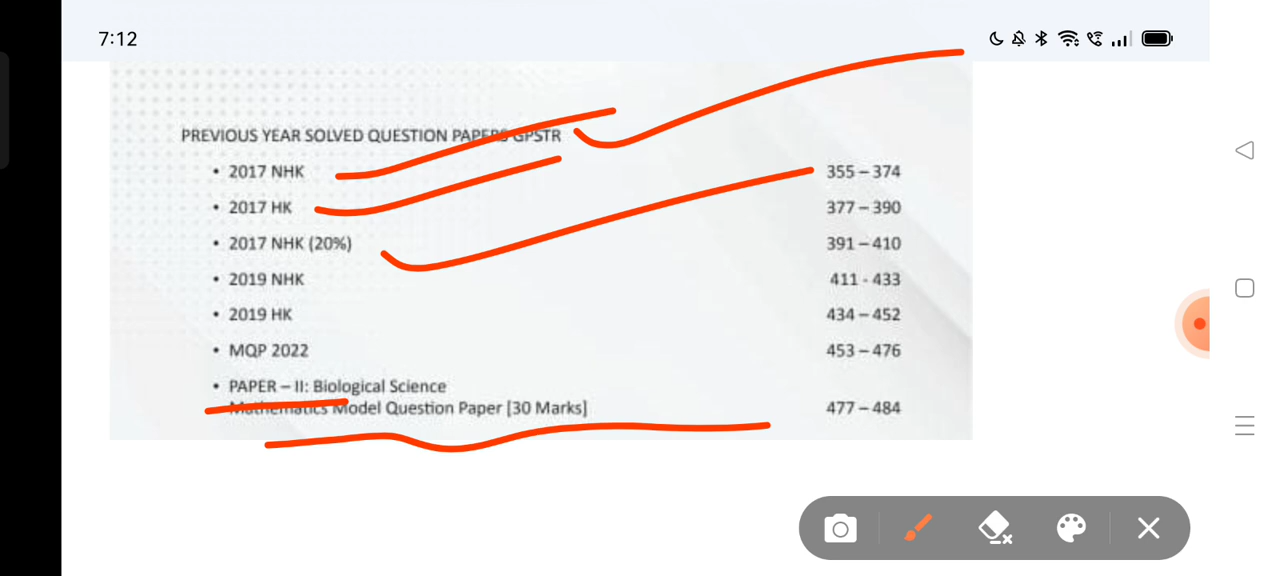 7:12
PREVIOUS YEAR SOLVED QUESTION PAPERS GPSTR
• 2017 NHK 355 – 374
• 2017 HK 377 – 390
• 2017 NHK (20%) 391 – 410
• 2019 NHK 411 - 433
• 2019 HK 434 – 452
• MQP 2022 453 – 476
• PAPER – II: Biological Science
Mathematics Model Question Paper [30 Marks] 477 – 484